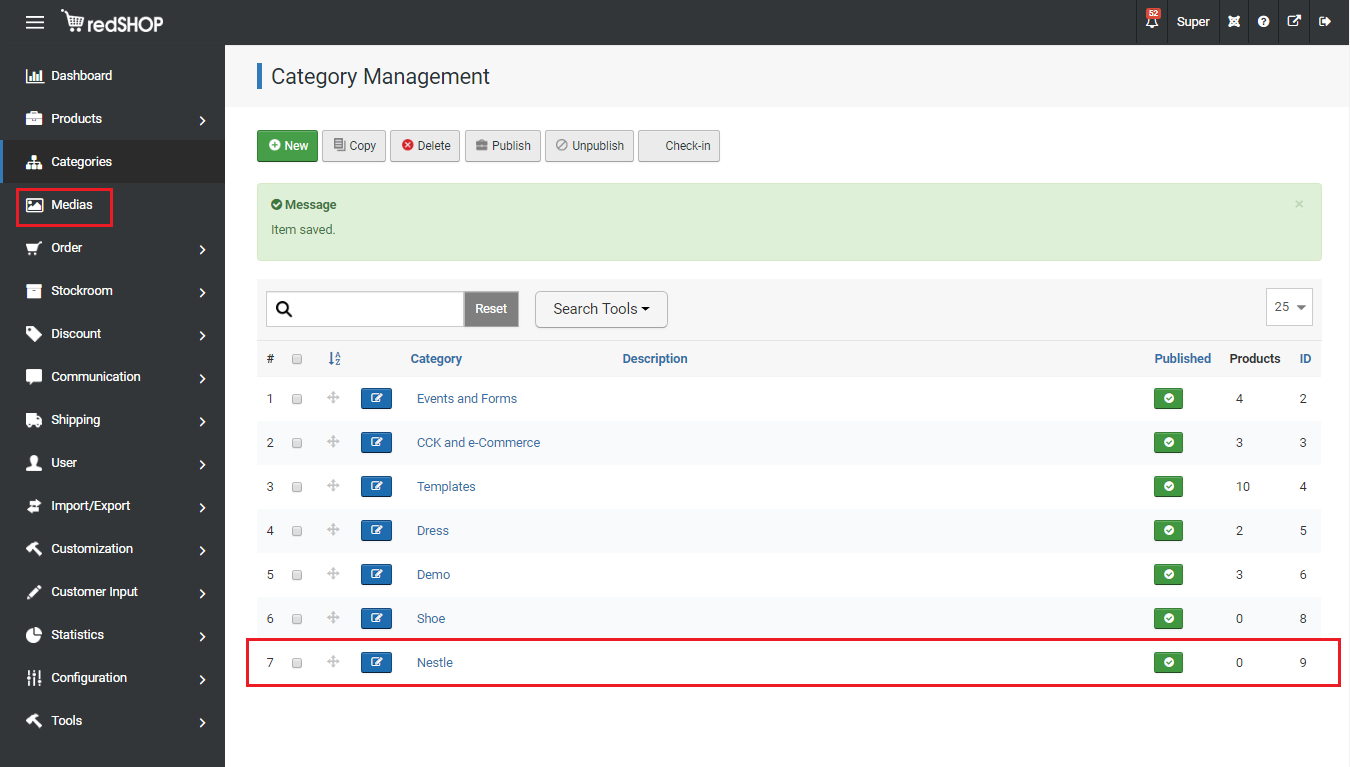 redSHOP
52
Super
Dashboard
Products
Categories
Medias
Order
Stockroom
Discount
Communication
Shipping
User
Import/Export
Customization
Customer Input
Statistics
Configuration
Tools
Category Management
New Copy Delete Publish Unpublish Check-in
Message ×
Item saved.
Reset Search Tools 25
# Category Description Published Products ID
1 Events and Forms 4 2
2 CCK and e-Commerce 3 3
3 Templates 10 4
4 Dress 2 5
5 Demo 3 6
6 Shoe 0 8
7 Nestle 0 9